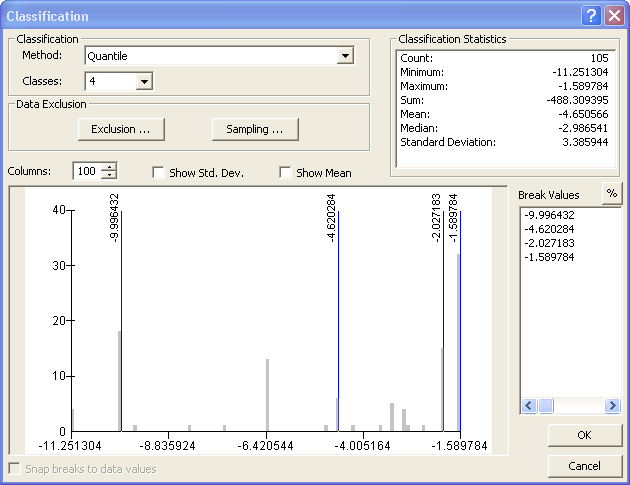 Classification
Classification
Method: Quantile
Classes: 4
Data Exclusion
Exclusion ...
Sampling ...
Classification Statistics
Count: 105
Minimum: -11.251304
Maximum: -1.589784
Sum: -488.309395
Mean: -4.650566
Median: -2.986541
Standard Deviation: 3.385944
Columns: 100
Show Std. Dev.
Show Mean
Break Values
%
-9.996432
-4.620284
-2.027183
-1.589784
40
30
20
10
0
-9.996432
-4.620284
-2.027183
-1.589784
-11.251304
-8.835924
-6.420544
-4.005164
-1.589784
Snap breaks to data values
OK
Cancel